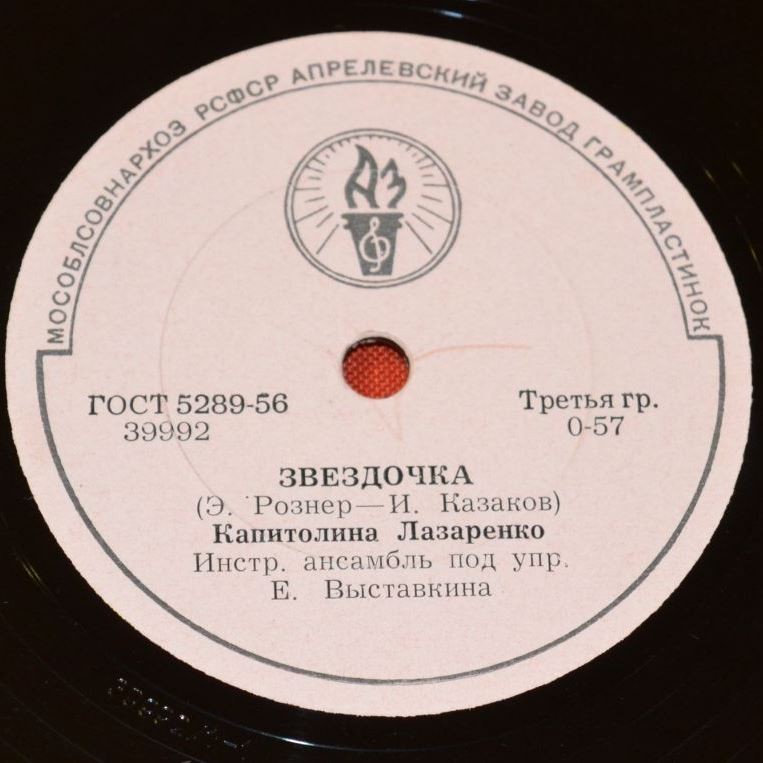 МОСОБЛСОВНАРХОЗ РСФСР АПРЕЛЕВСКИЙ ЗАВОД ГРАМПЛАСТИНОК
АЗ
ГОСТ 5289-56
39992
Третья гр.
0-57
ЗВЕЗДОЧКА
(Э. Рознер—И. Казаков)
Капитолина Лазаренко
Инстр. ансамбль под упр.
Е. Выставкина